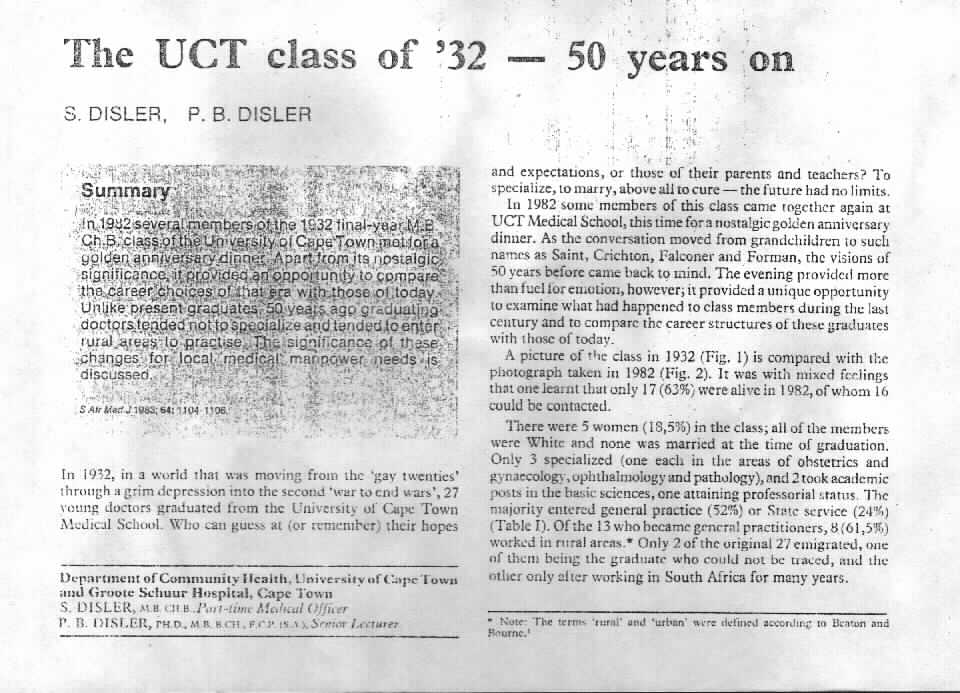 The UCT class of ’32 — 50 years on
S. DISLER, P. B. DISLER
Summary
In 1982 several members of the 1932 final-year M.B.
Ch.B. class of the University of Cape Town met for a
golden anniversary dinner. Apart from its nostalgic
significance, it provided an opportunity to compare
the career choices of that era with those of today.
Unlike present graduates, 50 years ago graduating
doctors tended not to specialize and tended to enter
rural areas to practise. The significance of these
changes for local medical manpower needs is
discussed.
S Afr Med J 1983; 64: 1104-1106.
In 1932, in a world that was moving from the ‘gay twenties’
through a grim depression into the second ‘war to end wars’, 27
young doctors graduated from the University of Cape Town
Medical School. Who can guess at (or remember) their hopes
Department of Community Health, University of Cape Town
and Groote Schuur Hospital, Cape Town
S. DISLER, M.B. CH.B., Part-time Medical Officer
P. B. DISLER, PH.D., M.B. B.CH., F.C.P. (S.A.), Senior Lecturer
and expectations, or those of their parents and teachers? To
specialize, to marry, above all to cure — the future had no limits.
In 1982 some members of this class came together again at
UCT Medical School, this time for a nostalgic golden anniversary
dinner. As the conversation moved from grandchildren to such
names as Saint, Crichton, Falconer and Forman, the visions of
50 years before came back to mind. The evening provided more
than fuel for emotion, however; it provided a unique opportunity
to examine what had happened to class members during the last
century and to compare the career structures of these graduates
with those of today.
A picture of the class in 1932 (Fig. 1) is compared with the
photograph taken in 1982 (Fig. 2). It was with mixed feelings
that one learnt that only 17 (63%) were alive in 1982, of whom 16
could be contacted.
There were 5 women (18,5%) in the class; all of the members
were White and none was married at the time of graduation.
Only 3 specialized (one each in the areas of obstetrics and
gynaecology, ophthalmology and pathology), and 2 took academic
posts in the basic sciences, one attaining professorial status. The
majority entered general practice (52%) or State service (24%)
(Table I). Of the 13 who became general practitioners, 8 (61,5%)
worked in rural areas.* Only 2 of the original 27 emigrated, one
of them being the graduate who could not be traced, and the
other only after working in South Africa for many years.
* Note: The terms ‘rural’ and ‘urban’ were defined according to Beaton and
Bourne.¹